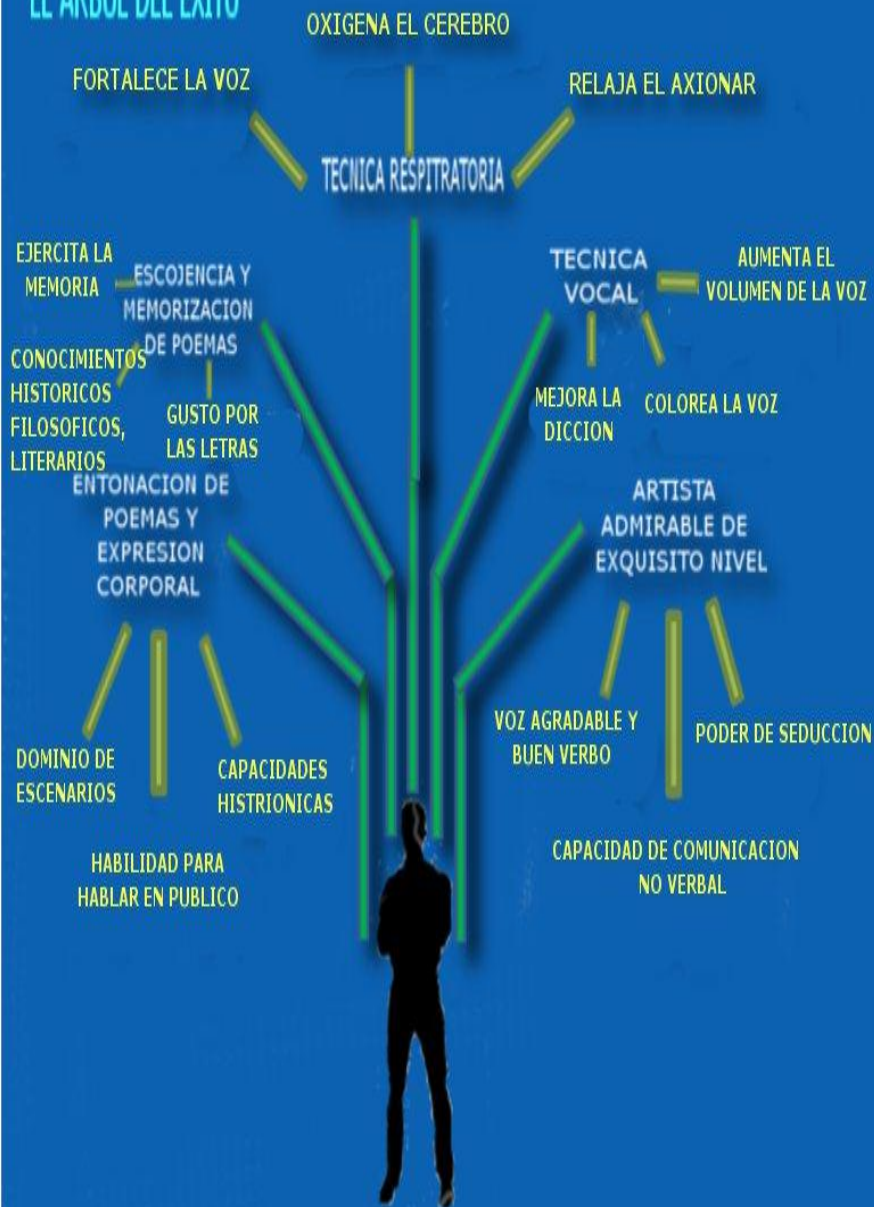 EL ARBOL DEL EXITO
OXIGENA EL CEREBRO
FORTALECE LA VOZ
RELAJA EL AXIONAR
TECNICA RESPITRATORIA
EJERCITA LA
MEMORIA
ESCOJENCIA Y
MEMORIZACION
DE POEMAS
CONOCIMIENTOS
HISTORICOS
FILOSOFICOS,
LITERARIOS
GUSTO POR
LAS LETRAS
TECNICA
VOCAL
AUMENTA EL
VOLUMEN DE LA VOZ
MEJORA LA
DICCION
COLOREA LA VOZ
ENTONACION DE
POEMAS Y
EXPRESION
CORPORAL
DOMINIO DE
ESCENARIOS
CAPACIDADES
HISTRIONICAS
HABILIDAD PARA
HABLAR EN PUBLICO
ARTISTA
ADMIRABLE DE
EXQUISITO NIVEL
VOZ AGRADABLE Y
BUEN VERBO
PODER DE SEDUCCION
CAPACIDAD DE COMUNICACION
NO VERBAL